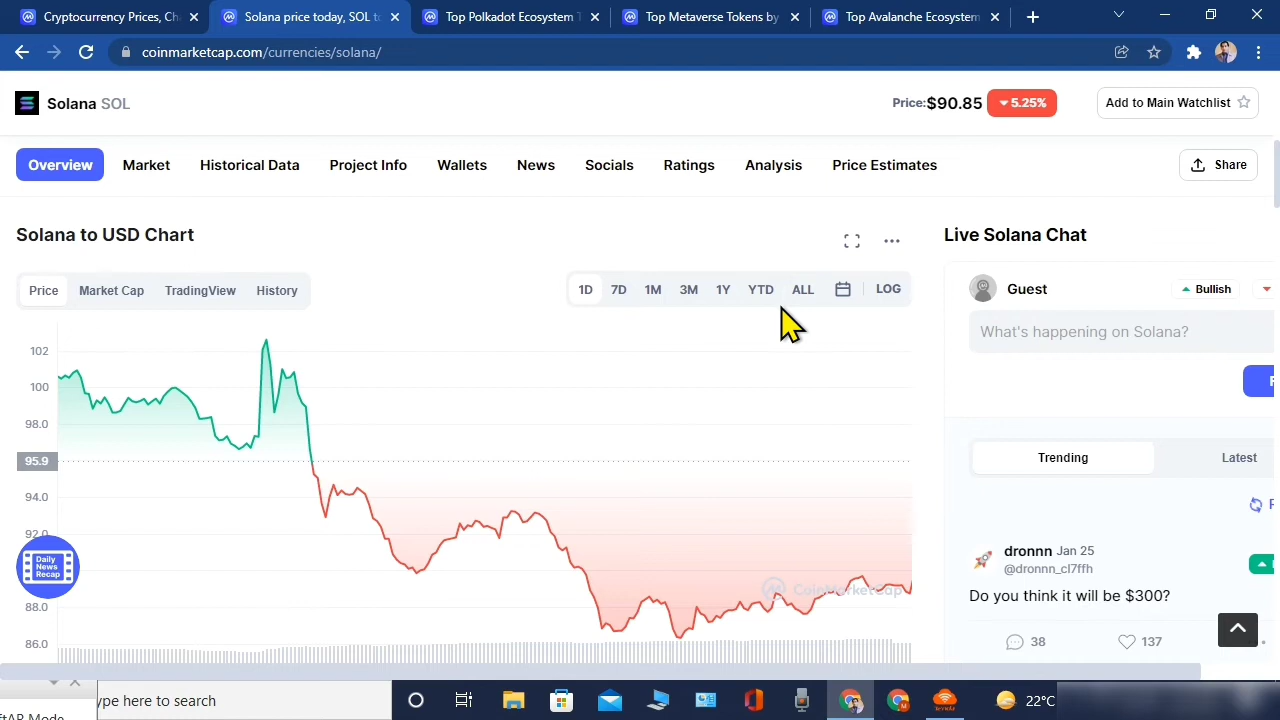 Cryptocurrency Prices, Cha
Solana price today, SOL to
Top Polkadot Ecosystem T
Top Metaverse Tokens by
Top Avalanche Ecosystem
coinmarketcap.com/currencies/solana/
Solana SOL
Price:$90.85
5.25%
Add to Main Watchlist
Overview
Market
Historical Data
Project Info
Wallets
News
Socials
Ratings
Analysis
Price Estimates
Share
Solana to USD Chart
Live Solana Chat
Price
Market Cap
TradingView
History
1D
7D
1M
3M
1Y
YTD
ALL
LOG
Guest
Bullish
What's happening on Solana?
102
100
98.0
95.9
94.0
92.0
88.0
86.0
CoinMarketCap
Trending
Latest
Daily
News
Recap
dronnn Jan 25
@dronnn_cl7ffh
Do you think it will be $300?
38
137
ype here to search
22°C